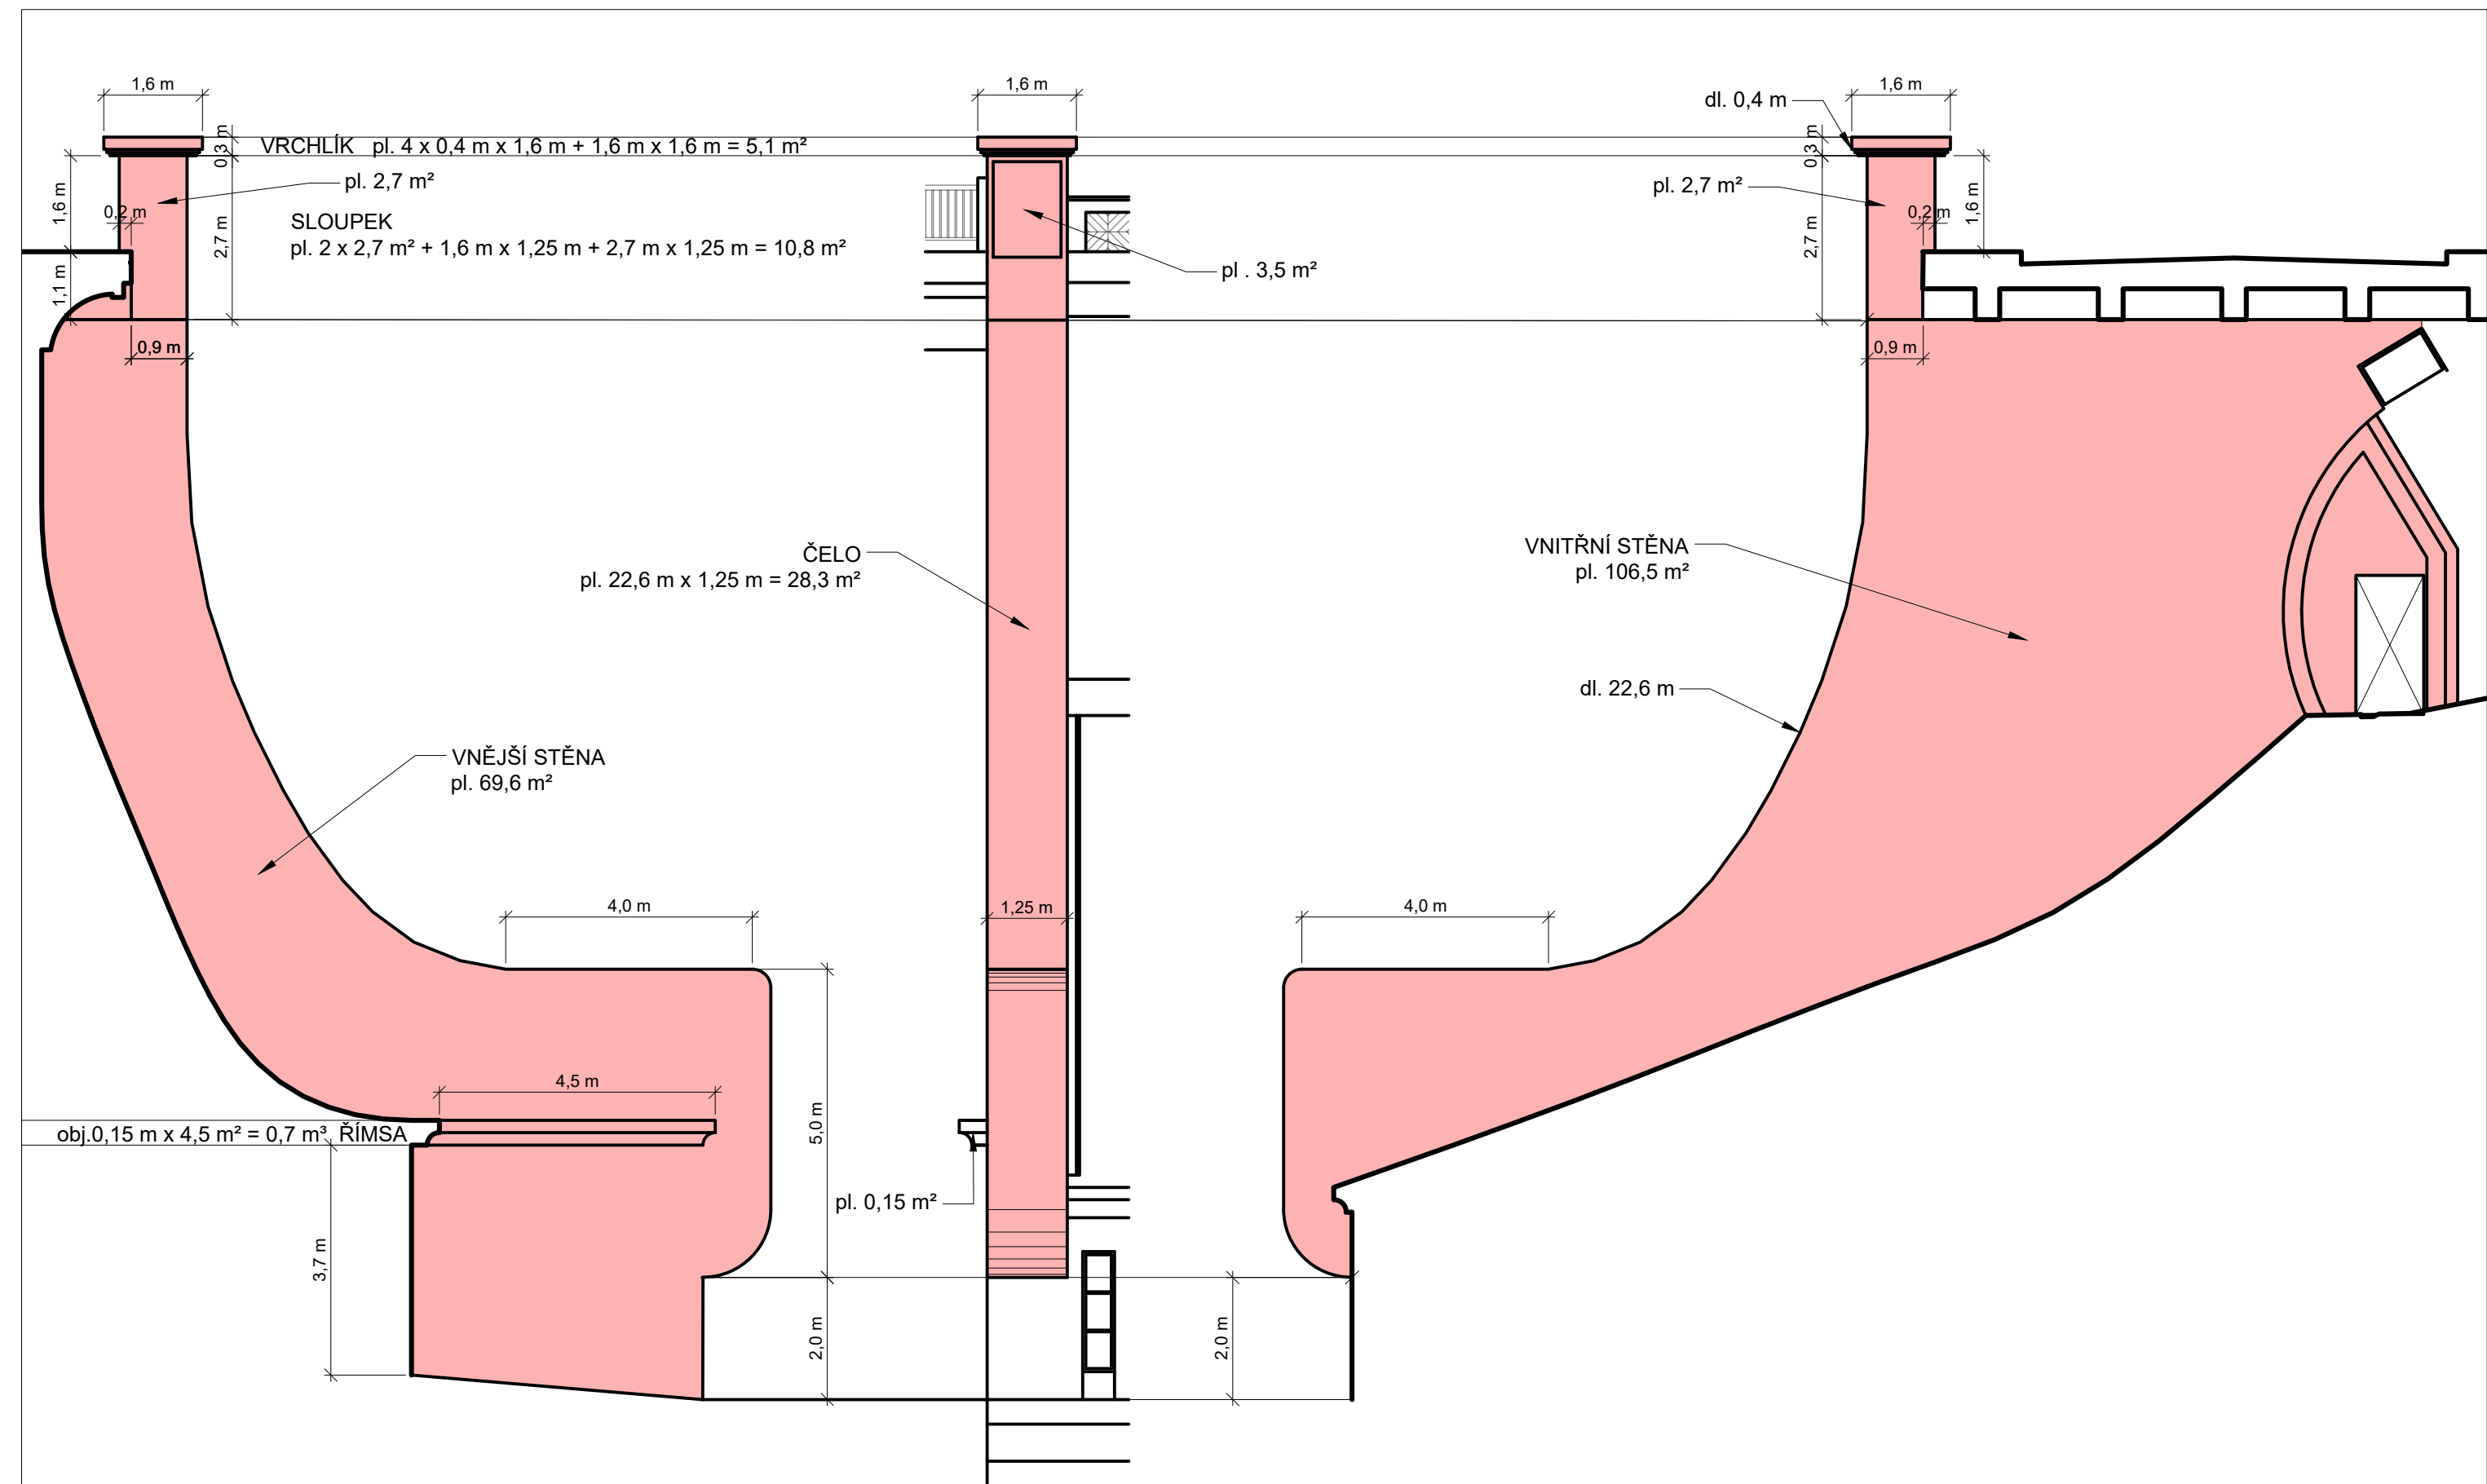 1,6 m
1,6 m
1,6 m
dl. 0,4 m
0,3 m
VRCHLÍK pl. 4 x 0,4 m x 1,6 m + 1,6 m x 1,6 m = 5,1 m²
0,3 m
pl. 2,7 m²
pl. 2,7 m²
1,6 m
0,2 m
2,7 m
SLOUPEK
pl. 2 x 2,7 m² + 1,6 m x 1,25 m + 2,7 m x 1,25 m = 10,8 m²
2,7 m
0,2 m
1,6 m
pl . 3,5 m²
1,1 m
0,9 m
0,9 m
ČELO
pl. 22,6 m x 1,25 m = 28,3 m²
VNITŘNÍ STĚNA
pl. 106,5 m²
dl. 22,6 m
VNĚJŠÍ STĚNA
pl. 69,6 m²
4,0 m
1,25 m
4,0 m
4,5 m
5,0 m
obj.0,15 m x 4,5 m² = 0,7 m³ ŘÍMSA
pl. 0,15 m²
3,7 m
2,0 m
2,0 m